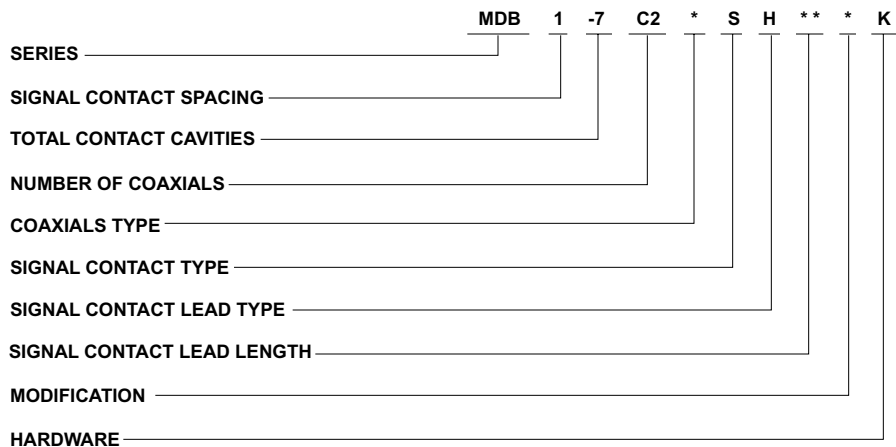 MDB 1 -7 C2 * S H ** * K
SERIES
SIGNAL CONTACT SPACING
TOTAL CONTACT CAVITIES
NUMBER OF COAXIALS
COAXIALS TYPE
SIGNAL CONTACT TYPE
SIGNAL CONTACT LEAD TYPE
SIGNAL CONTACT LEAD LENGTH
MODIFICATION
HARDWARE